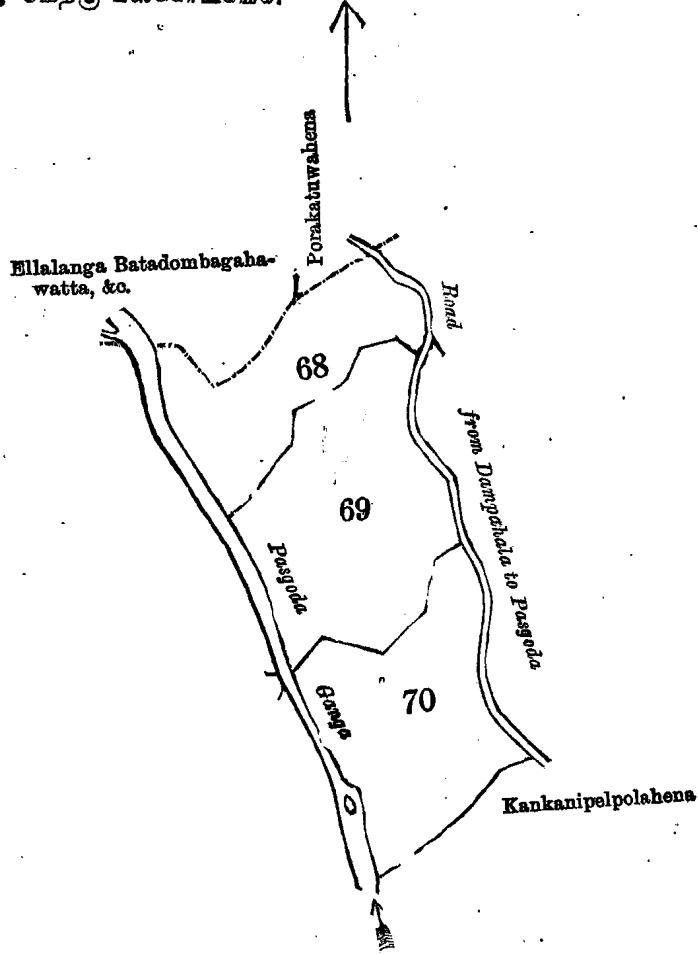 Porakatuwahena
Ellalanga Batadombagaha-
watta, &c.
Road
68
from Dampahala to Pasgoda
69
Pasgoda
Ganga
70
Kankanipelpolahena